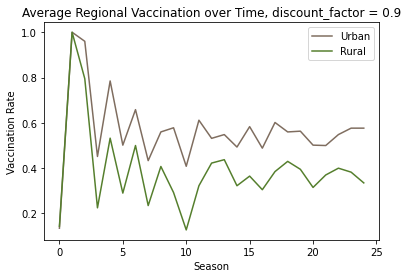 Average Regional Vaccination over Time, discount_factor = 0.9
Urban
Rural
Vaccination Rate
1.0
0.8
0.6
0.4
0.2
0
5
10
15
20
25
Season